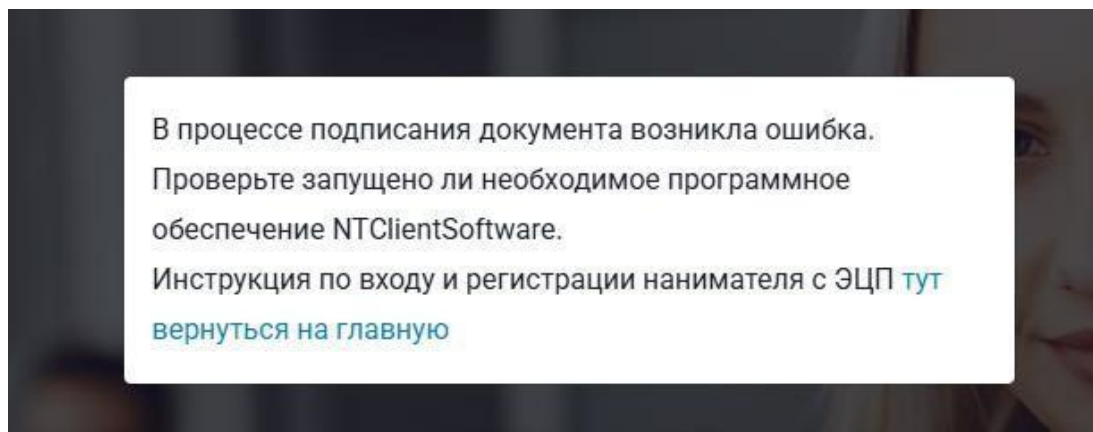 В процессе подписания документа возникла ошибка.
Проверьте запущено ли необходимое программное
обеспечение NTClientSoftware.
Инструкция по входу и регистрации нанимателя с ЭЦП тут
вернуться на главную